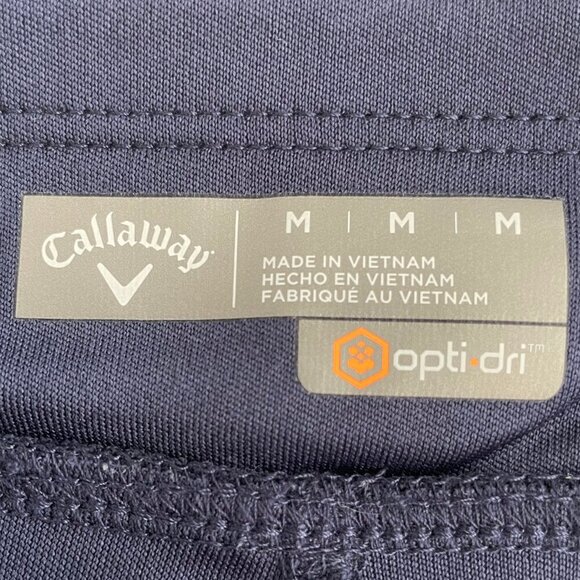 Callaway
M | M | M
MADE IN VIETNAM
HECHO EN VIETNAM
FABRIQUÉ AU VIETNAM
opti·dri™